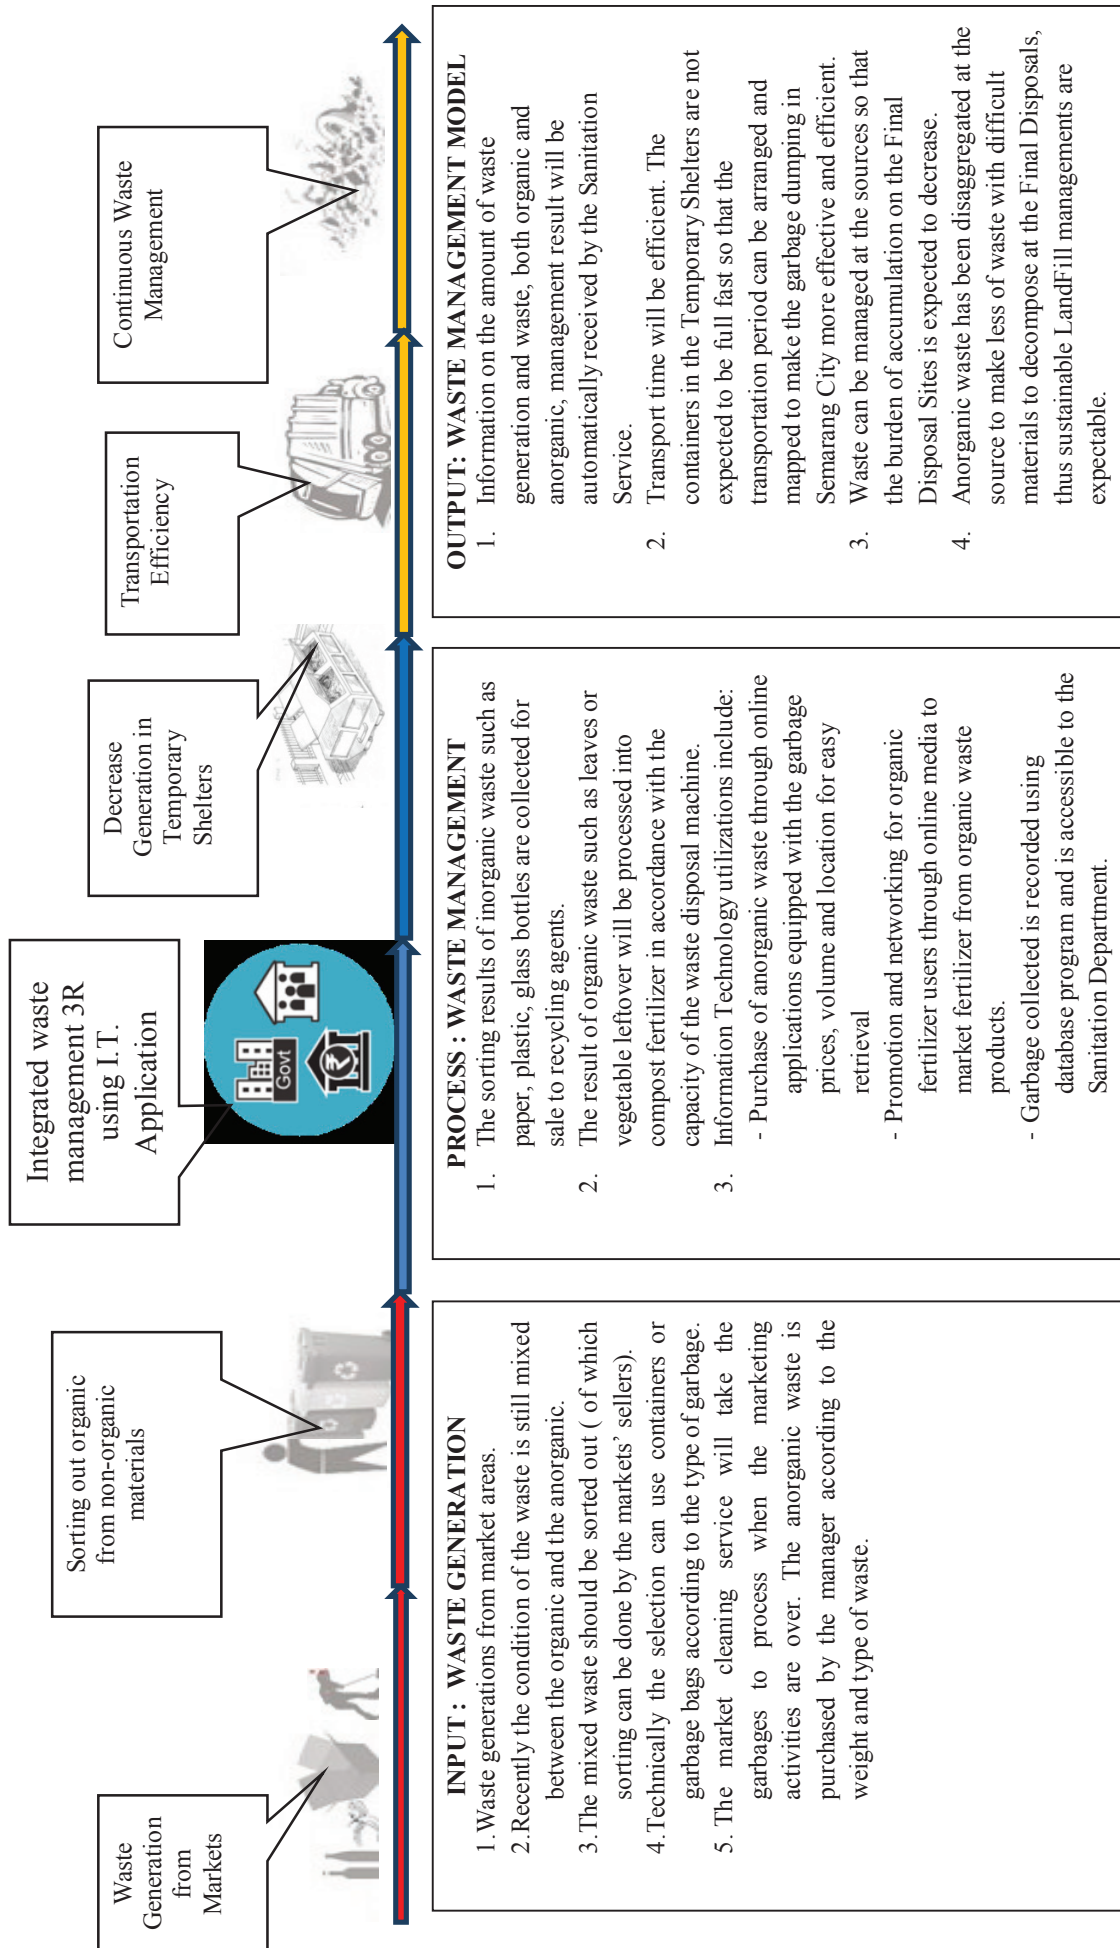 Waste
Generation
from
Markets
Sorting out organic
from non-organic
materials
Integrated waste
management 3R
using I.T.
Application
Govt
Decrease
Generation in
Temporary
Shelters
Transportation
Efficiency
Continuous Waste
Management
INPUT : WASTE GENERATION
1. Waste generations from market areas.
2. Recently the condition of the waste is still mixed
between the organic and the anorganic.
3. The mixed waste should be sorted out ( of which
sorting can be done by the markets' sellers).
4. Technically the selection can use containers or
garbage bags according to the type of garbage.
5. The market cleaning service will take the
garbages to process when the marketing
activities are over. The anorganic waste is
purchased by the manager according to the
weight and type of waste.
PROCESS : WASTE MANAGEMENT
1. The sorting results of inorganic waste such as
paper, plastic, glass bottles are collected for
sale to recycling agents.
2. The result of organic waste such as leaves or
vegetable leftover will be processed into
compost fertilizer in accordance with the
capacity of the waste disposal machine.
3. Information Technology utilizations include:
- Purchase of anorganic waste through online
applications equipped with the garbage
prices, volume and location for easy
retrieval
- Promotion and networking for organic
fertilizer users through online media to
market fertilizer from organic waste
products.
- Garbage collected is recorded using
database program and is accessible to the
Sanitation Department.
OUTPUT: WASTE MANAGEMENT MODEL
1. Information on the amount of waste
generation and waste, both organic and
anorganic, management result will be
automatically received by the Sanitation
Service.
2. Transport time will be efficient. The
containers in the Temporary Shelters are not
expected to be full fast so that the
transportation period can be arranged and
mapped to make the garbage dumping in
Semarang City more effective and efficient.
3. Waste can be managed at the sources so that
the burden of accumulation on the Final
Disposal Sites is expected to decrease.
4. Anorganic waste has been disaggregated at the
source to make less of waste with difficult
materials to decompose at the Final Disposals,
thus sustainable LandFill managements are
expectable.